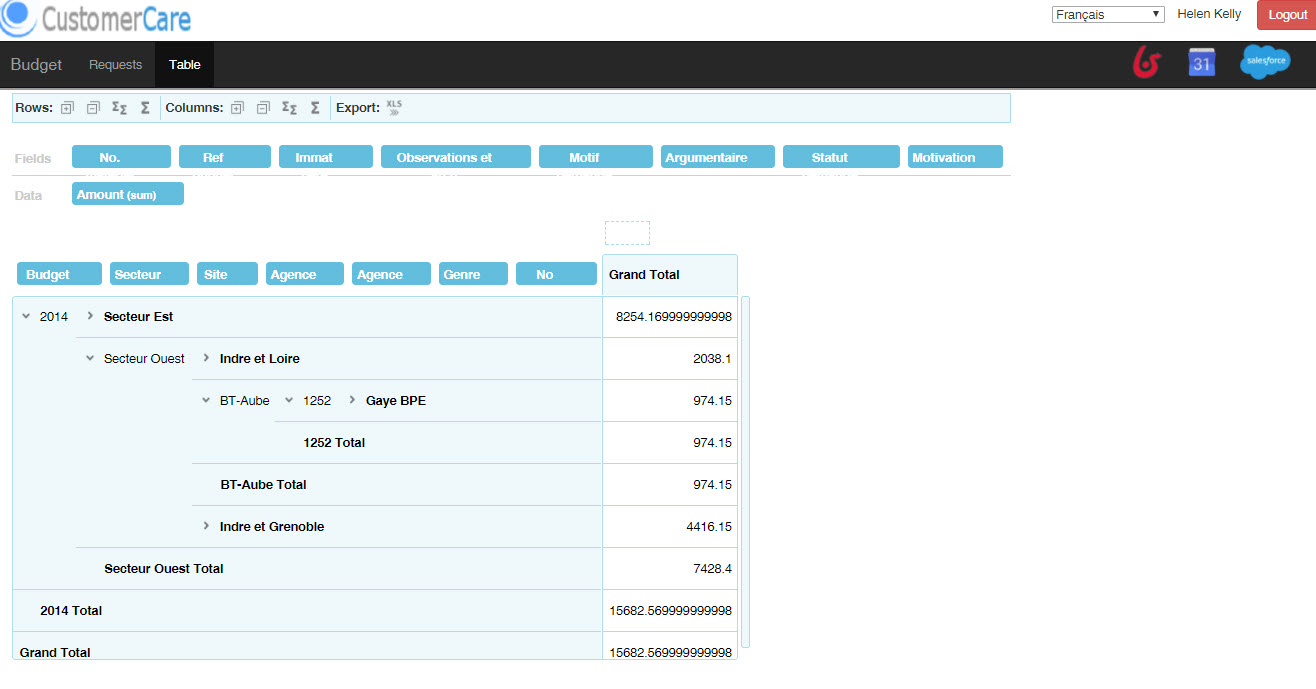 CustomerCare
Français
Helen Kelly
Logout
Budget Requests Table
31
salesforce
Rows: Columns: Export: XLS
Fields No. Ref Immat Observations et Motif Argumentaire Statut Motivation
Data Amount (sum)
Budget Secteur Site Agence Agence Genre No Grand Total
2014 Secteur Est 8254.169999999998
Secteur Ouest Indre et Loire 2038.1
BT-Aube 1252 Gaye BPE 974.15
1252 Total 974.15
BT-Aube Total 974.15
Indre et Grenoble 4416.15
Secteur Ouest Total 7428.4
2014 Total 15682.569999999998
Grand Total 15682.569999999998